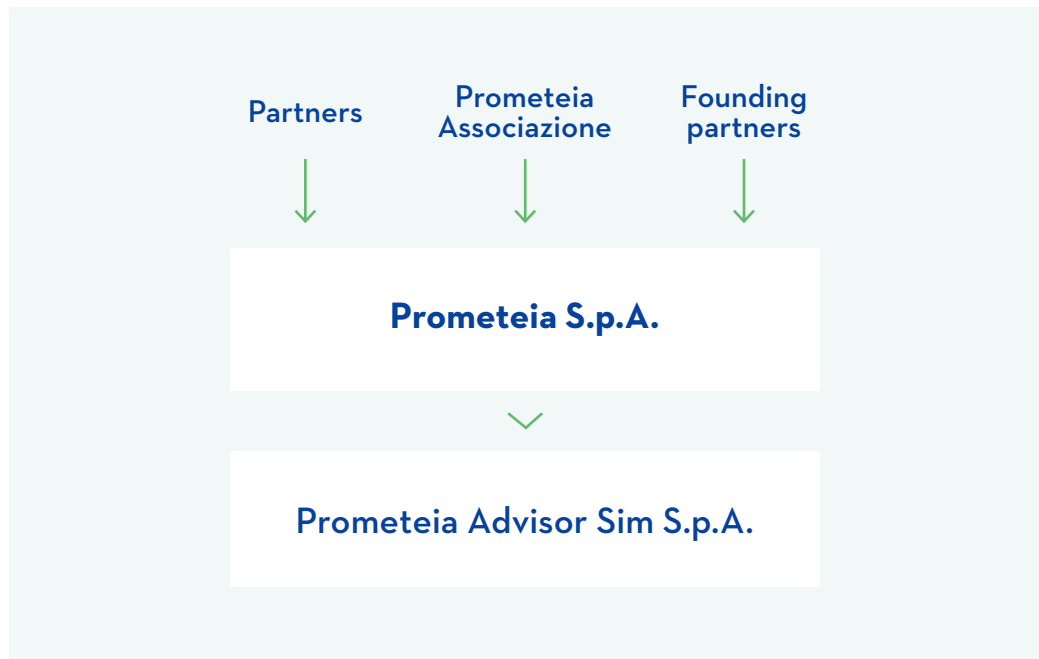 Partners
Prometeia
Associazione
Founding
partners
Prometeia S.p.A.
Prometeia Advisor Sim S.p.A.